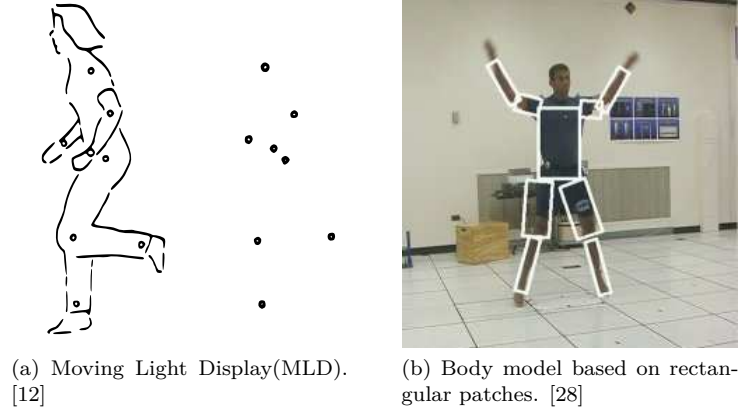 (a) Moving Light Display(MLD).
[12]
(b) Body model based on rectan-
gular patches. [28]